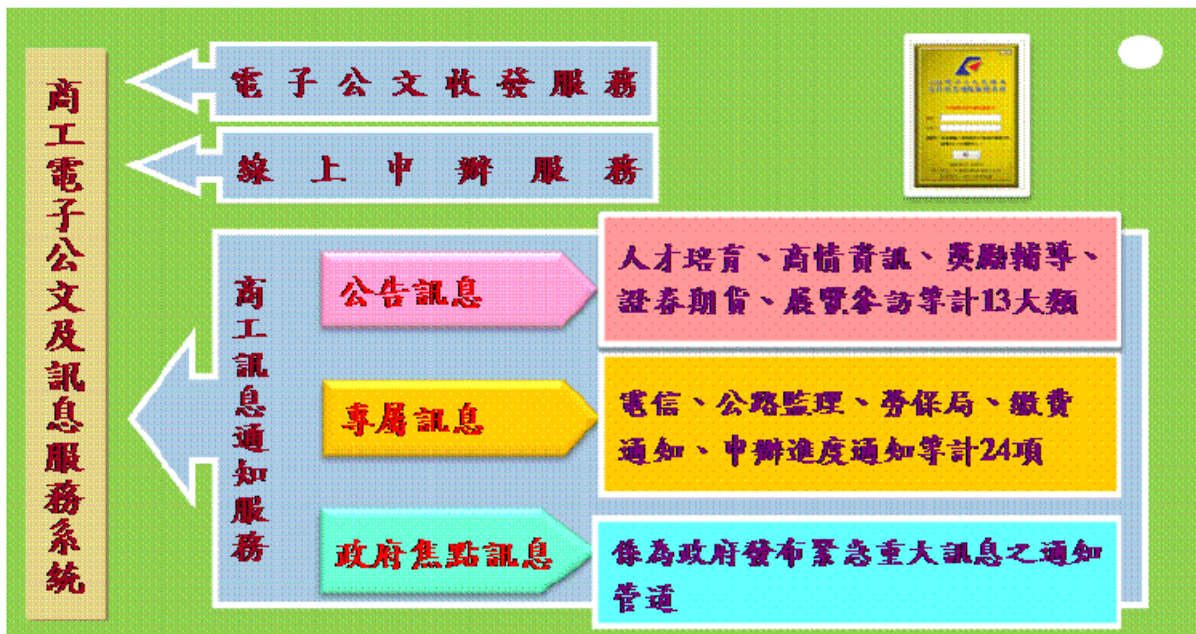 商工電子公文及訊息服務系統
電子公文收發服務
線上申辦服務
商工訊息通知服務
公告訊息
人才培育、商情資訊、獎勵輔導、
證券期貨、展覽參訪等計13大類
專屬訊息
電信、公路監理、勞保局、繳費
通知、申辦進度通知等計24項
政府焦點訊息
係為政府發布緊急重大訊息之通知
管道